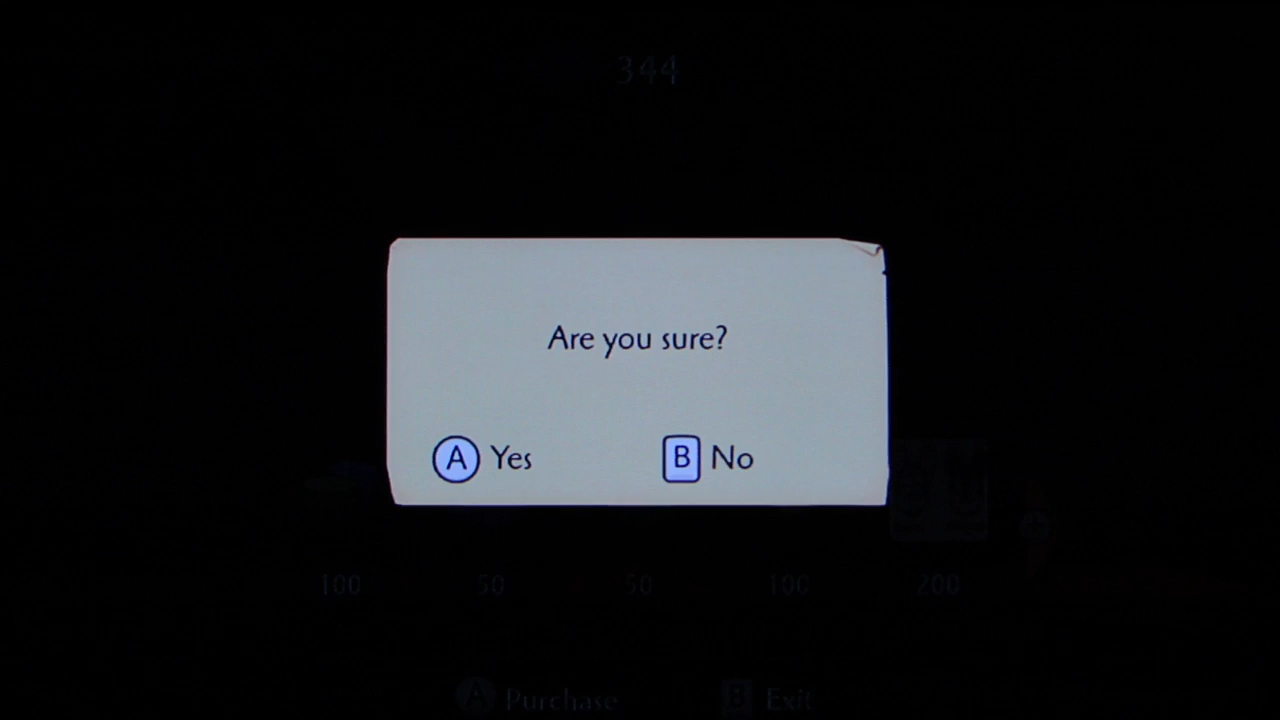 344
Are you sure?
A Yes B No
100 50 50 100 200
A Purchase B Exit